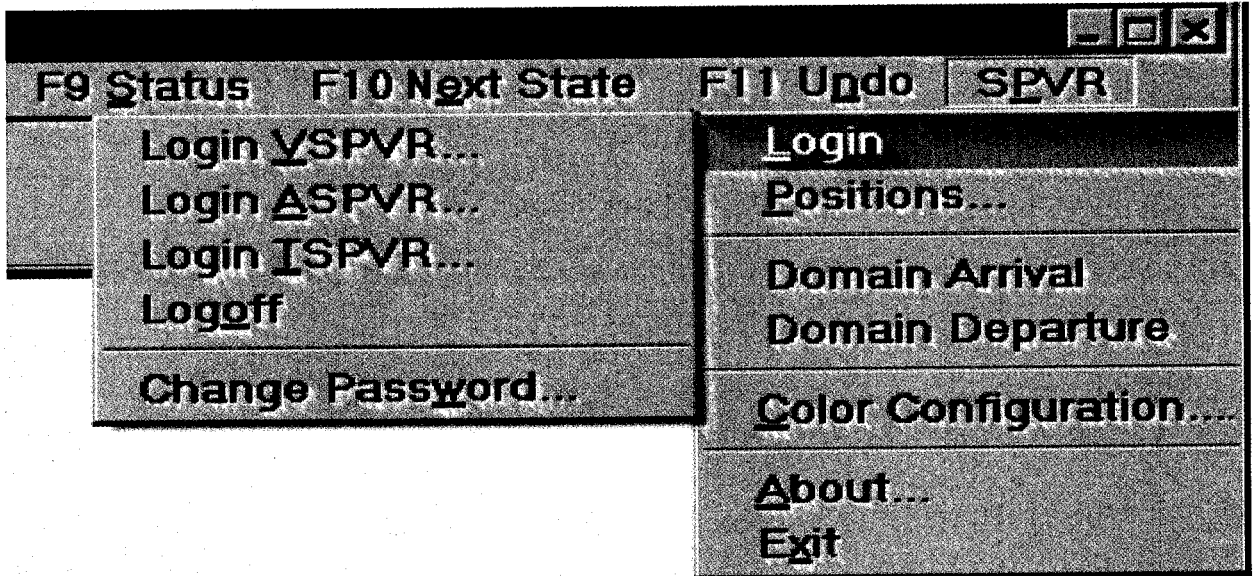 F9 Status F10 Next State F11 Undo SPVR
Login VSPVR...
Login ASPVR...
Login TSPVR...
Logoff
Change Password...
Login
Positions...
Domain Arrival
Domain Departure
Color Configuration....
About...
Exit